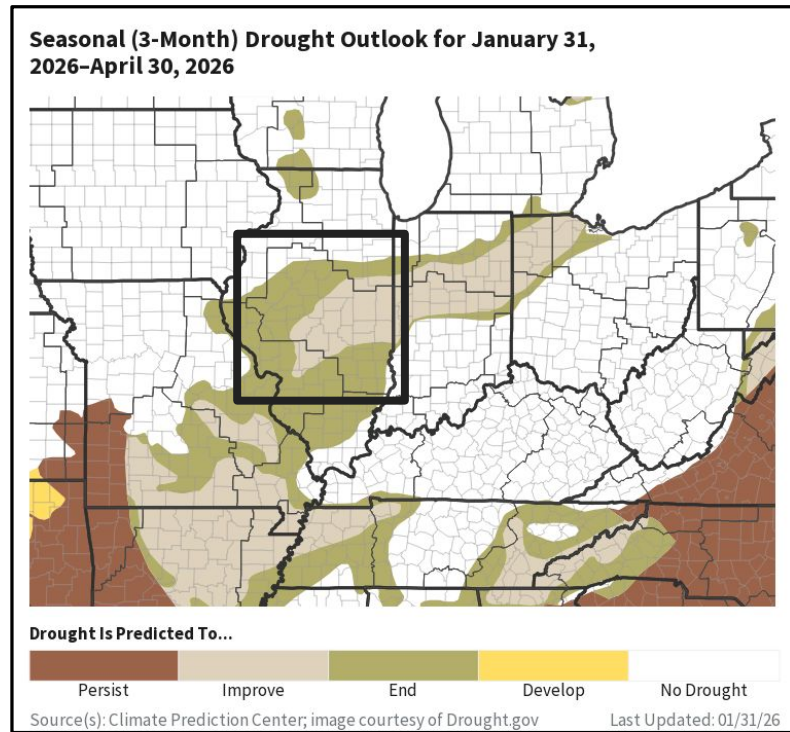 Seasonal (3-Month) Drought Outlook for January 31,
2026–April 30, 2026
Drought Is Predicted To...
Persist
Improve
End
Develop
No Drought
Source(s): Climate Prediction Center; image courtesy of Drought.gov
Last Updated: 01/31/26